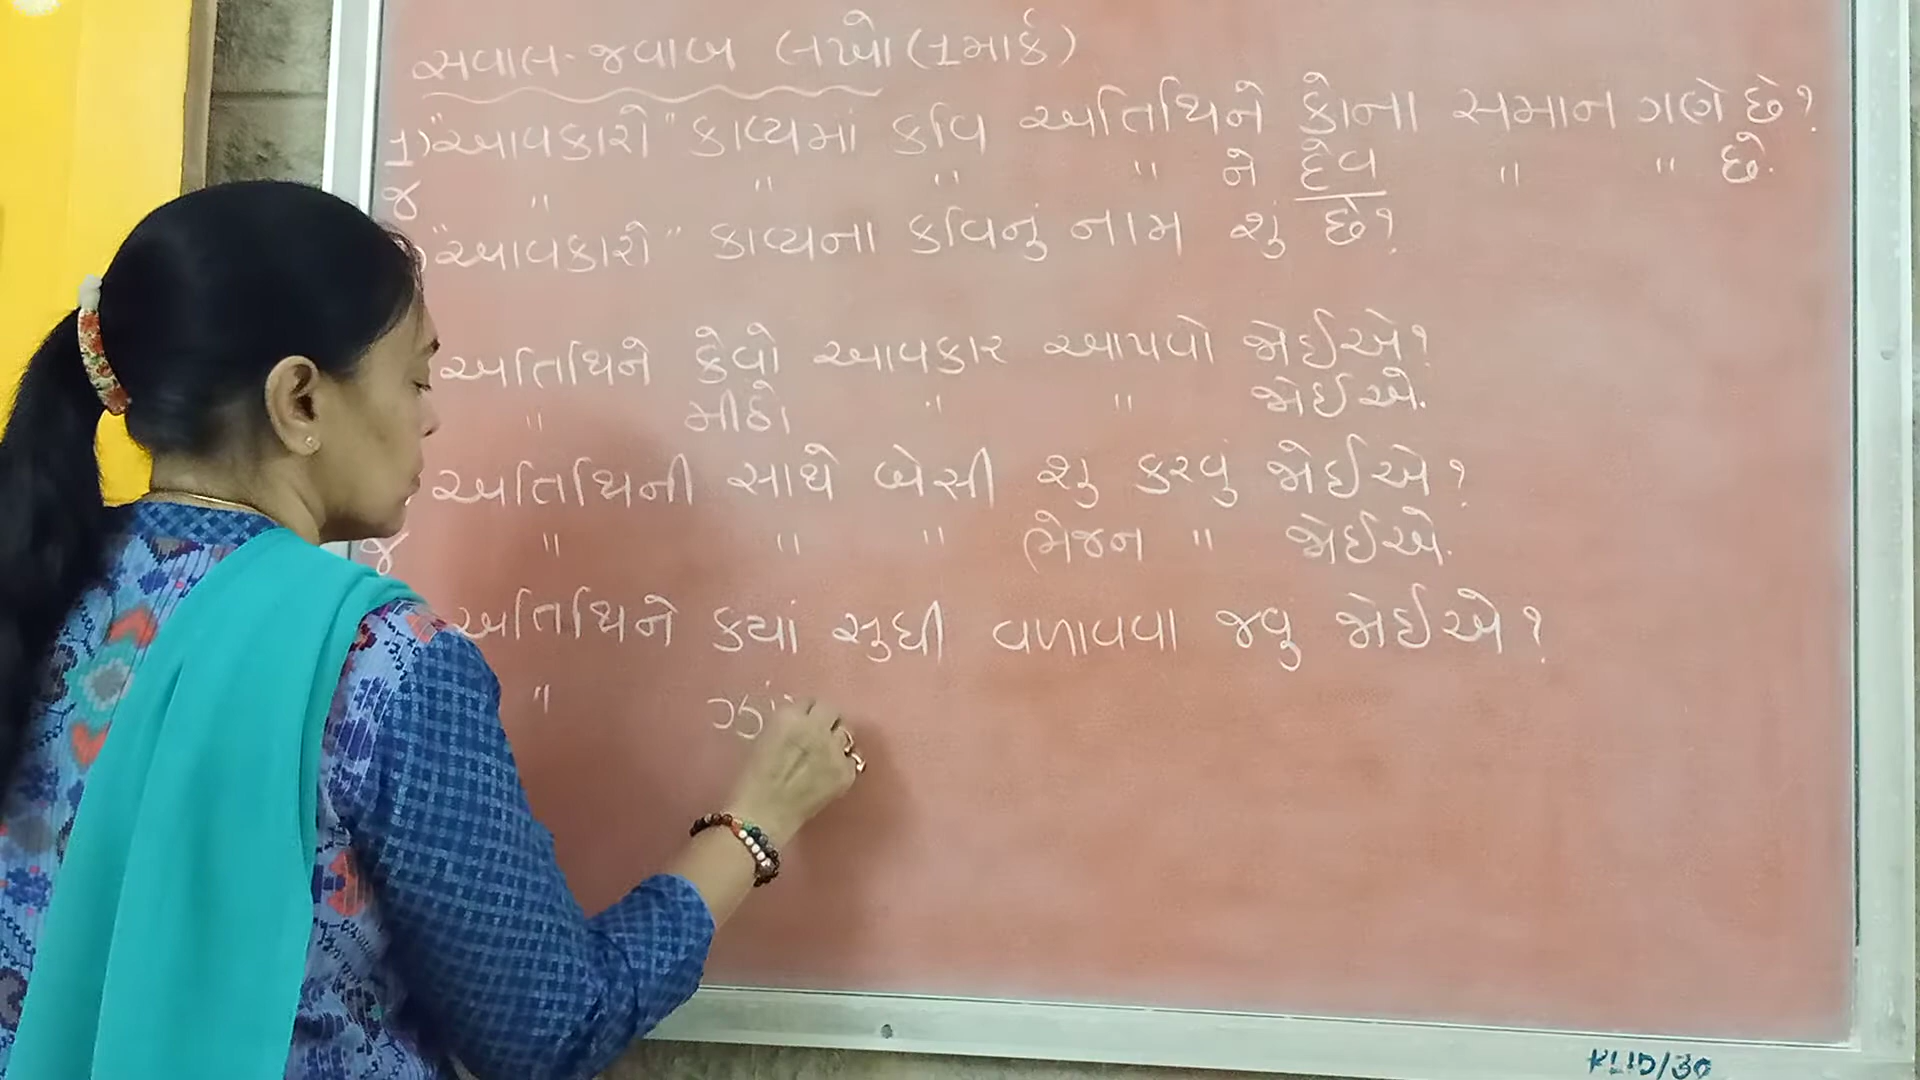 સવાલ-જવાબ લખો (1માર્ક)
1) "આવકારો" કાવ્યમાં કવિ અતિથિને કોના સમાન ગણે છે?
જ " " " " ને દેવ " " છે.
) "આવકારો" કાવ્યના કવિનું નામ શું છે?
અતિથિને કેવો આવકાર આપવો જોઈએ?
" મીઠો " " જોઈએ.
અતિથિની સાથે બેસી શુ કરવું જોઈએ?
જ " " " ભોજન " જોઈએ.
અતિથિને કયાં સુધી વળાવવા જવુ જોઈએ?
" ઝાં
KLID/30